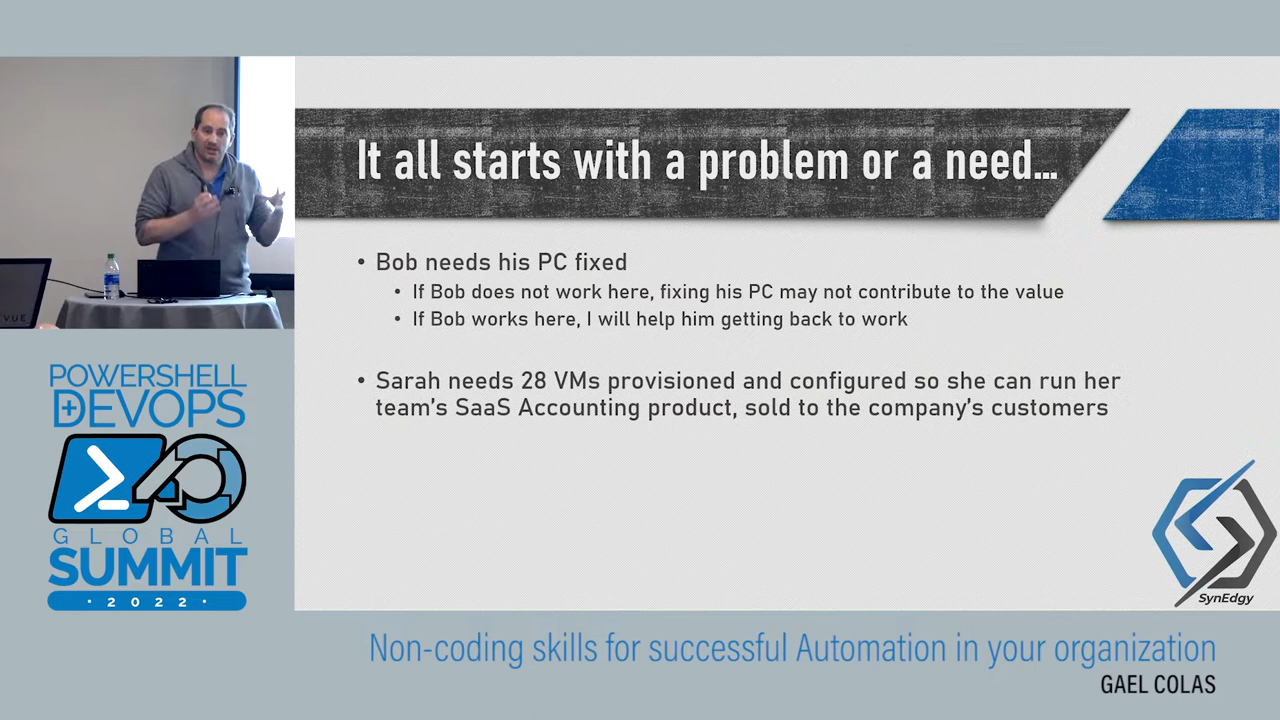 It all starts with a problem or a need...
• Bob needs his PC fixed
• If Bob does not work here, fixing his PC may not contribute to the value
• If Bob works here, I will help him getting back to work
• Sarah needs 28 VMs provisioned and configured so she can run her
team's SaaS Accounting product, sold to the company's customers
VUE
POWERSHELL
+DEVOPS
GLOBAL
SUMMIT
· 2022 ·
SynEdgy
Non-coding skills for successful Automation in your organization
GAEL COLAS